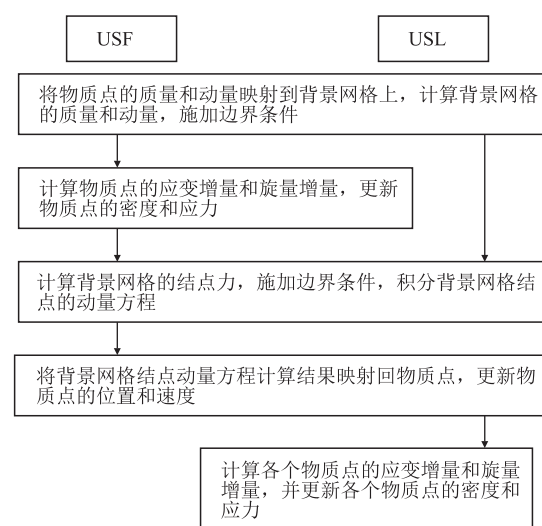 USF
USL
将物质点的质量和动量映射到背景网格上，计算背景网格
的质量和动量，施加边界条件
计算物质点的应变增量和旋量增量，更新
物质点的密度和应力
计算背景网格的结点力，施加边界条件，积分背景网格结
点的动量方程
将背景网格结点动量方程计算结果映射回物质点，更新物
质点的位置和速度
计算各个物质点的应变增量和旋量
增量，并更新各个物质点的密度和
应力